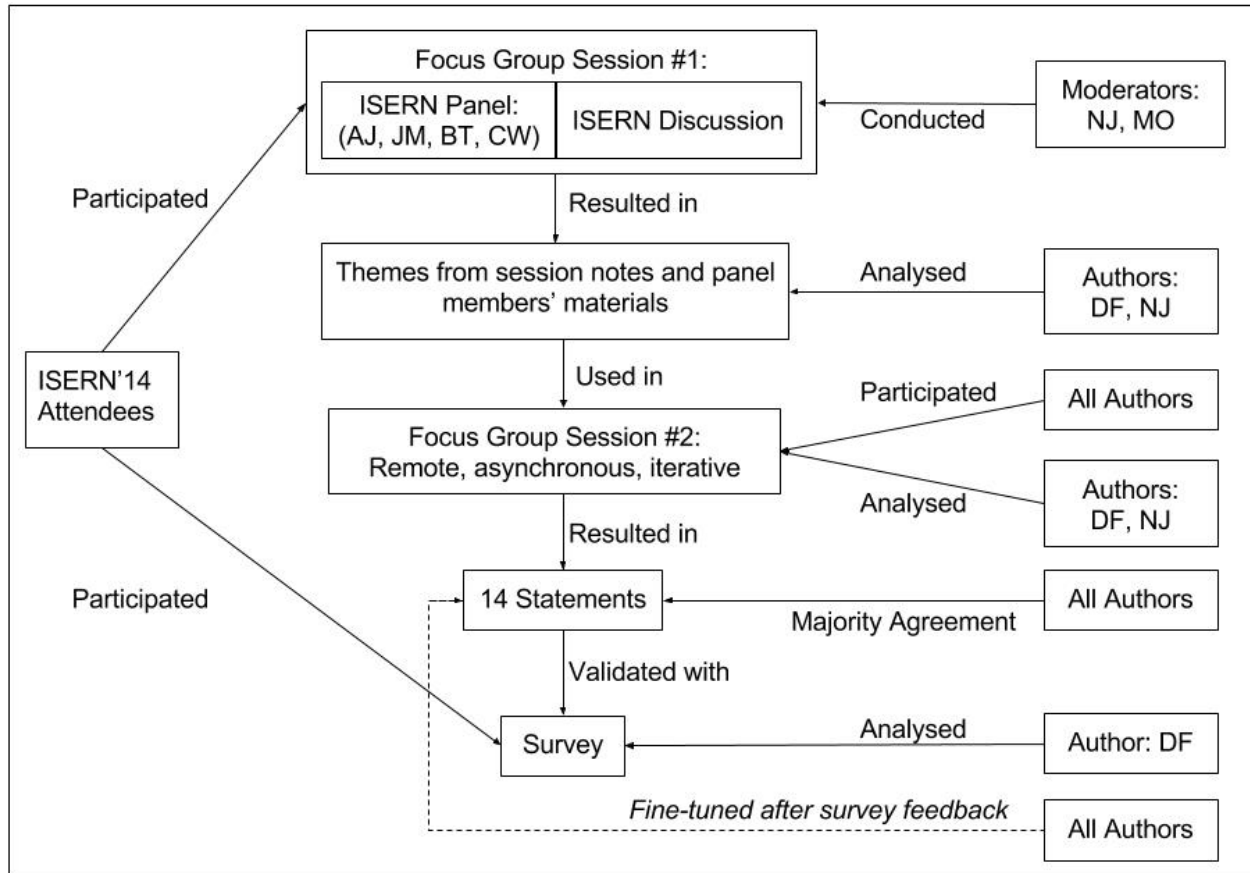 Focus Group Session #1:
ISERN Panel:
(AJ, JM, BT, CW)
ISERN Discussion
Moderators:
NJ, MO
Conducted
Participated
Resulted in
Themes from session notes and panel
members’ materials
Analysed
Authors:
DF, NJ
ISERN’14
Attendees
Used in
Participated
All Authors
Focus Group Session #2:
Remote, asynchronous, iterative
Analysed
Authors:
DF, NJ
Resulted in
Participated
14 Statements
All Authors
Majority Agreement
Validated with
Survey
Analysed
Author: DF
Fine-tuned after survey feedback
All Authors